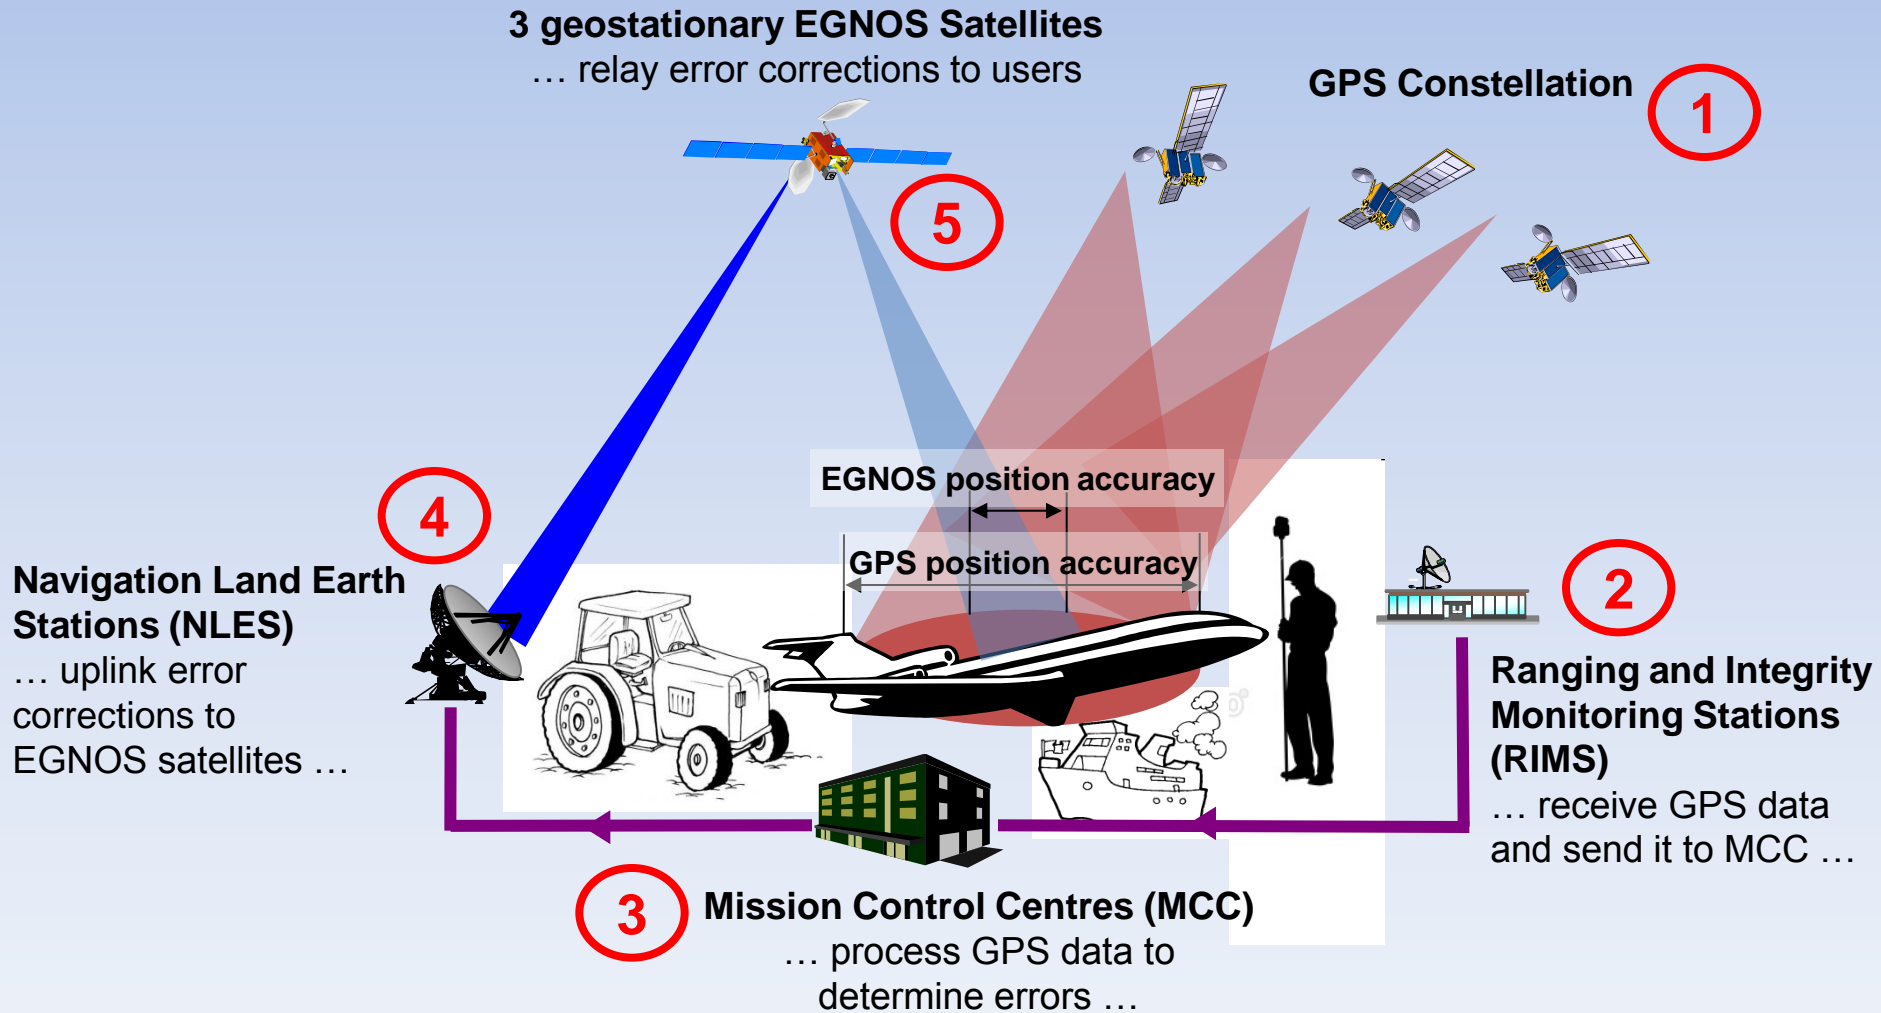 3 geostationary EGNOS Satellites
… relay error corrections to users
GPS Constellation
1
5
EGNOS position accuracy
GPS position accuracy
4
Navigation Land Earth
Stations (NLES)
… uplink error
corrections to
EGNOS satellites …
2
Ranging and Integrity
Monitoring Stations
(RIMS)
… receive GPS data
and send it to MCC …
3
Mission Control Centres (MCC)
… process GPS data to
determine errors …